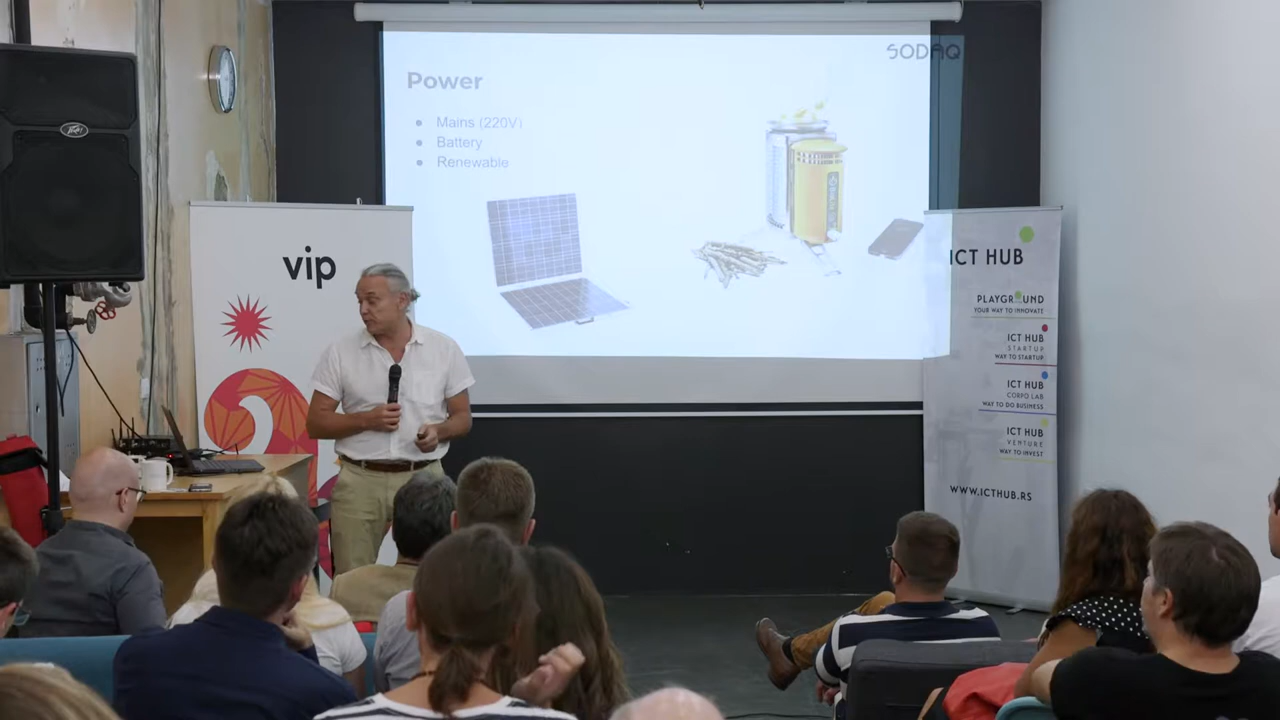 SODAQ
Power
Mains (220V)
Battery
Renewable
vip
PEAVEY
ICT HUB
PLAYGROUND
YOUR WAY TO INNOVATE
ICT HUB
STARTUP
WAY TO STARTUP
ICT HUB
CORPO LAB
WAY TO DO BUSINESS
ICT HUB
VENTURE
WAY TO INVEST
WWW.ICTHUB.RS